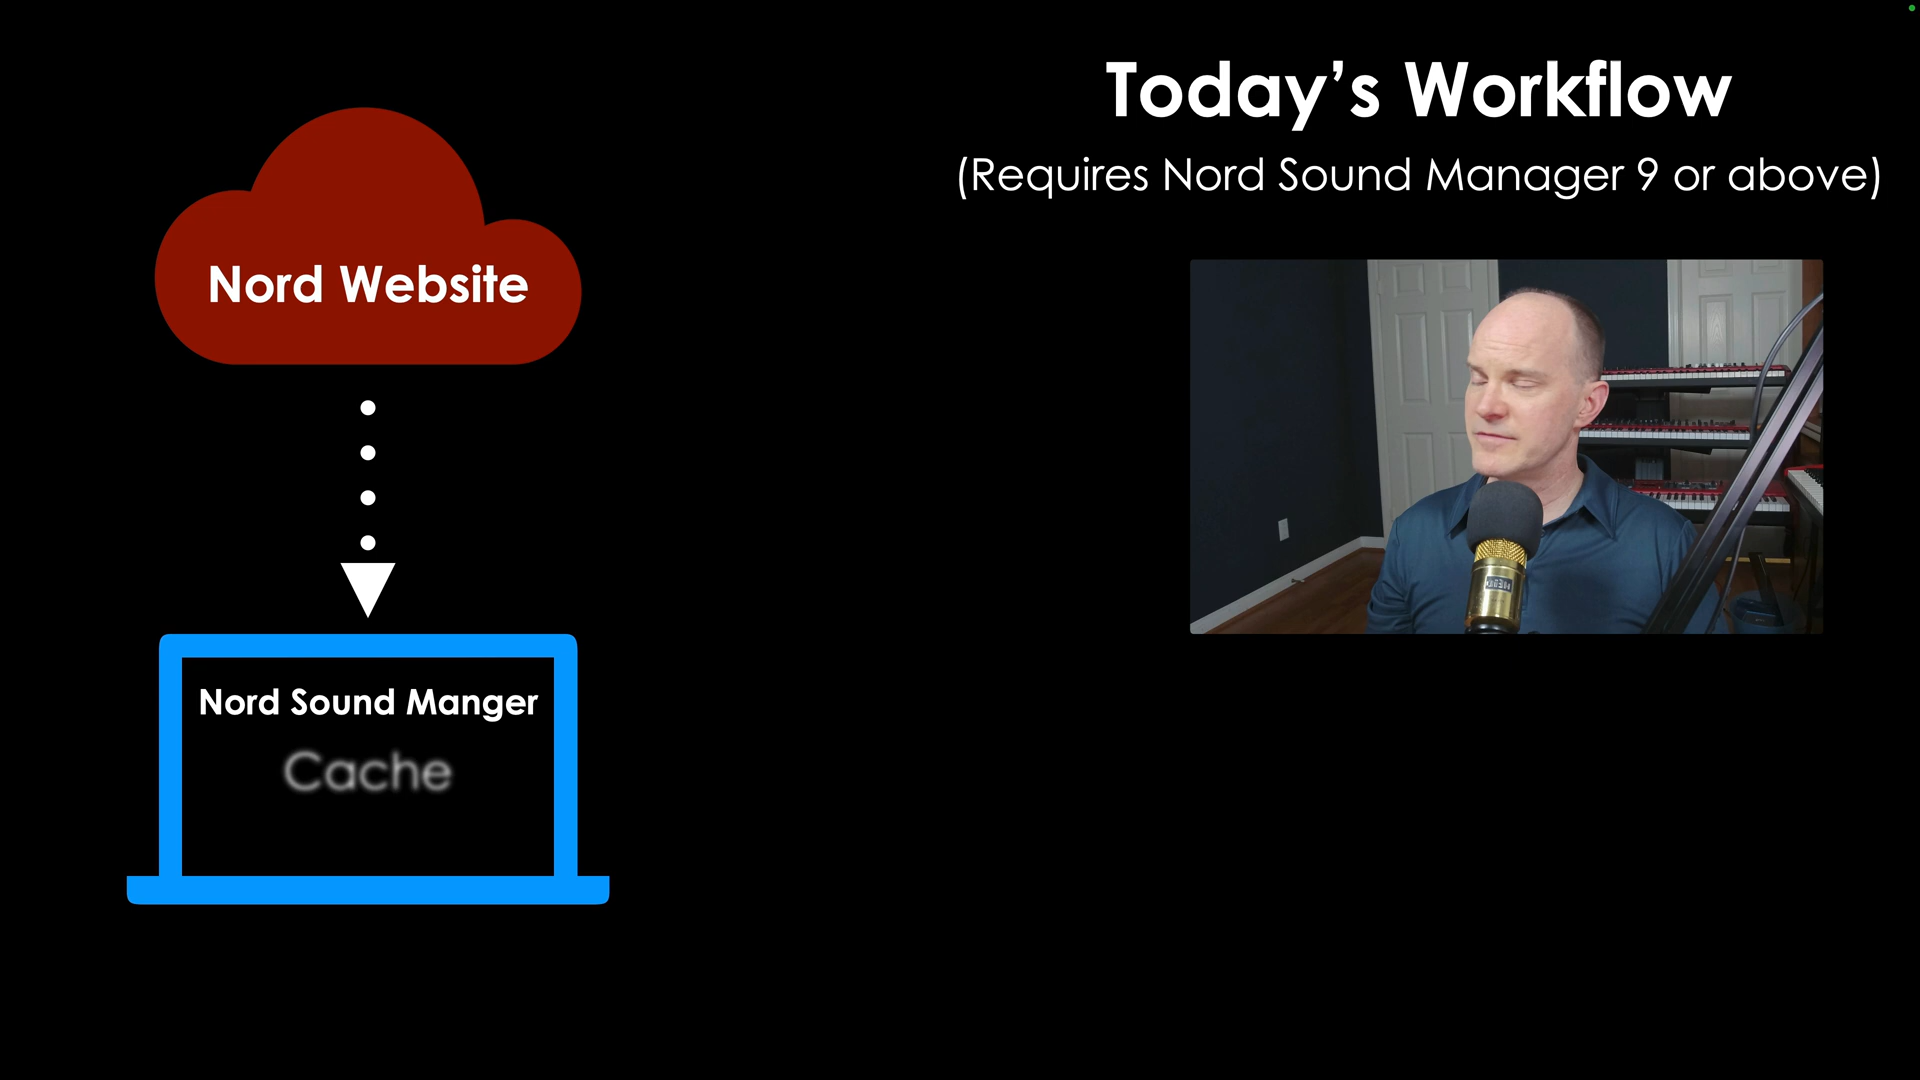 Today’s Workflow
(Requires Nord Sound Manager 9 or above)
Nord Website
Nord Sound Manger
Cache